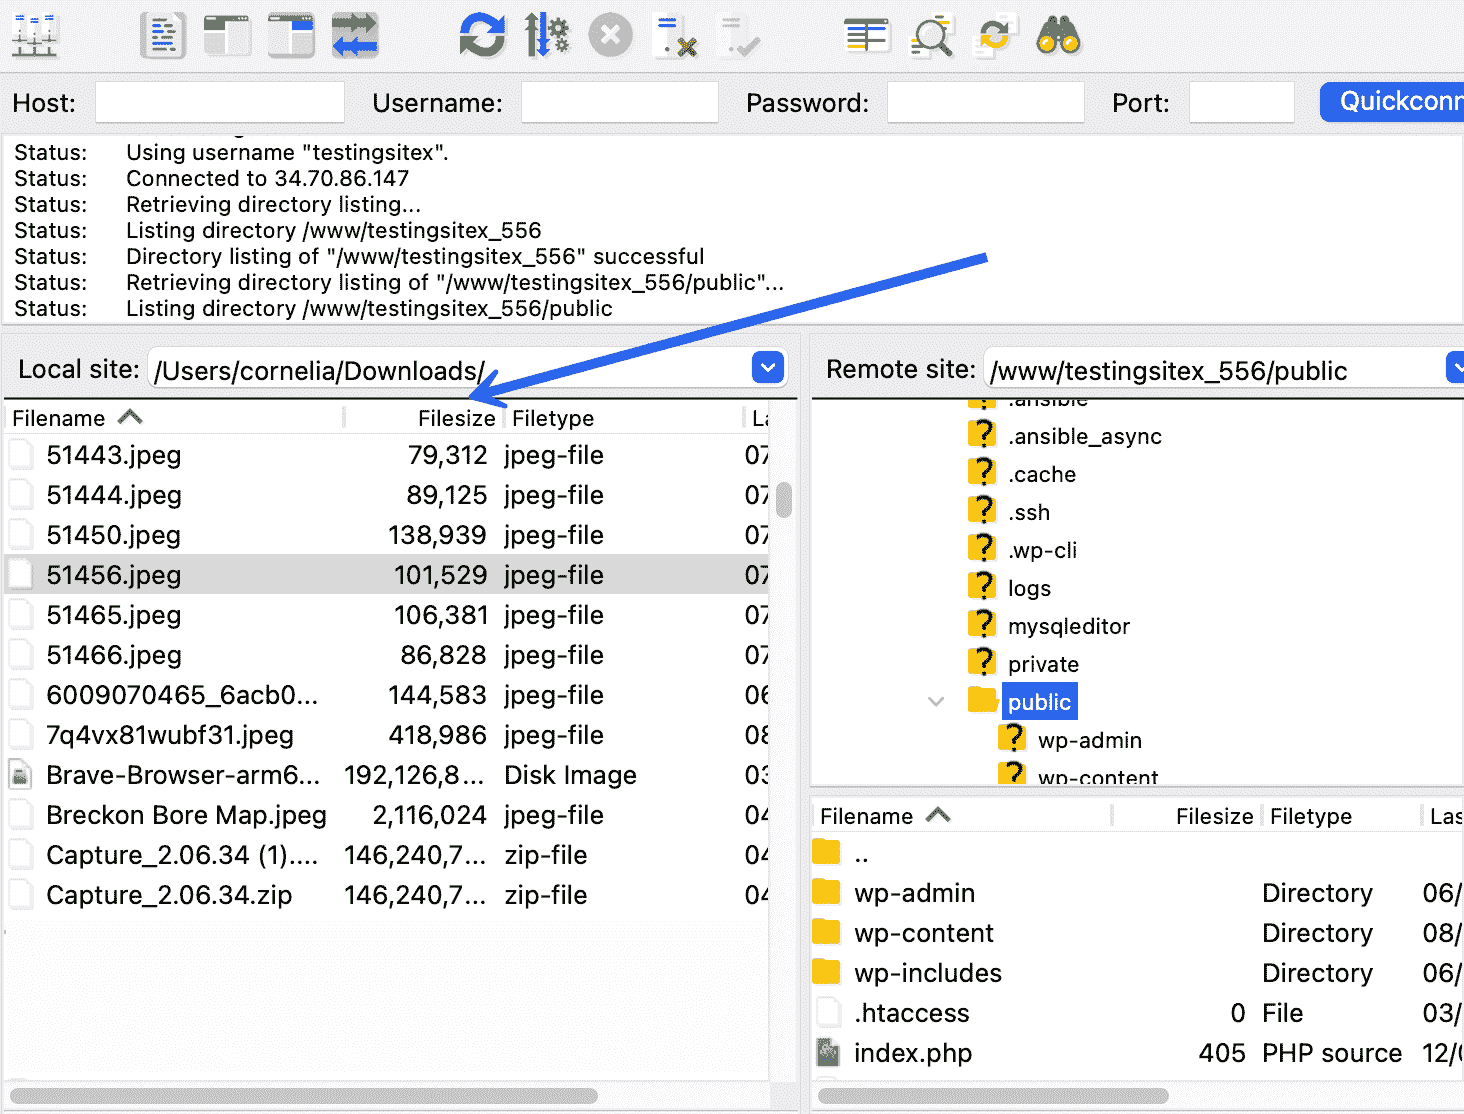 Host: Username: Password: Port: Quickconn
Status: Using username "testingsitex".
Status: Connected to 34.70.86.147
Status: Retrieving directory listing...
Status: Listing directory /www/testingsitex_556
Status: Directory listing of "/www/testingsitex_556" successful
Status: Retrieving directory listing of "/www/testingsitex_556/public"...
Status: Listing directory /www/testingsitex_556/public
Local site: /Users/cornelia/Downloads/
Filename Filesize Filetype La
51443.jpeg 79,312 jpeg-file 07
51444.jpeg 89,125 jpeg-file 07
51450.jpeg 138,939 jpeg-file 07
51456.jpeg 101,529 jpeg-file 07
51465.jpeg 106,381 jpeg-file 07
51466.jpeg 86,828 jpeg-file 07
6009070465_6acb0... 144,583 jpeg-file 06
7q4vx81wubf31.jpeg 418,986 jpeg-file 08
Brave-Browser-arm6... 192,126,8... Disk Image 03
Breckon Bore Map.jpeg 2,116,024 jpeg-file 04
Capture_2.06.34 (1).... 146,240,7... zip-file 04
Capture_2.06.34.zip 146,240,7... zip-file 04
Remote site: /www/testingsitex_556/public
.ansible
.ansible_async
.cache
.ssh
.wp-cli
logs
mysqleditor
private
public
wp-admin
wp-content
Filename Filesize Filetype Las
..
wp-admin Directory 06/
wp-content Directory 08/
wp-includes Directory 06/
.htaccess 0 File 03/
index.php 405 PHP source 12/0